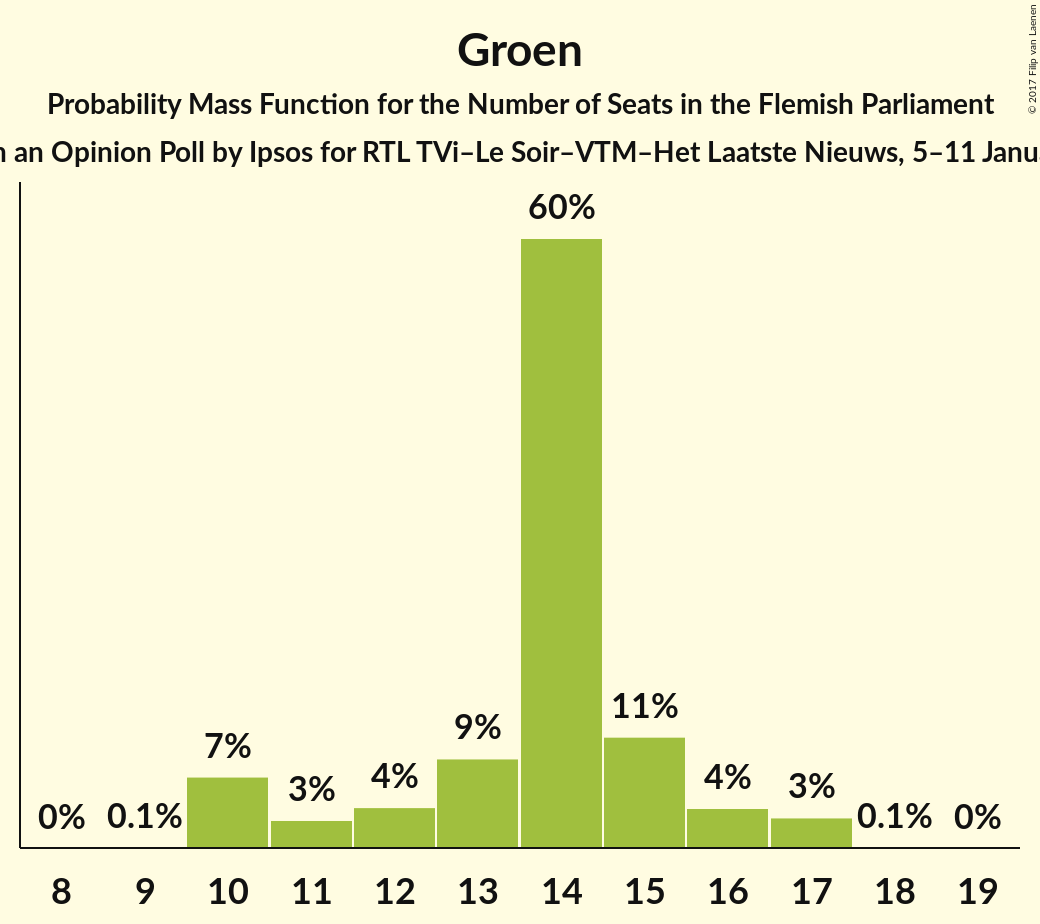 Groen
Probability Mass Function for the Number of Seats in the Flemish Parliament
an Opinion Poll by Ipsos for RTL TVi–Le Soir–VTM–Het Laatste Nieuws, 5–11
© 2017 Filip van Laenen
60%
11%
9%
7%
4%
4%
3%
3%
0%
0.1%
0.1%
0%
8 9 10 11 12 13 14 15 16 17 18 19